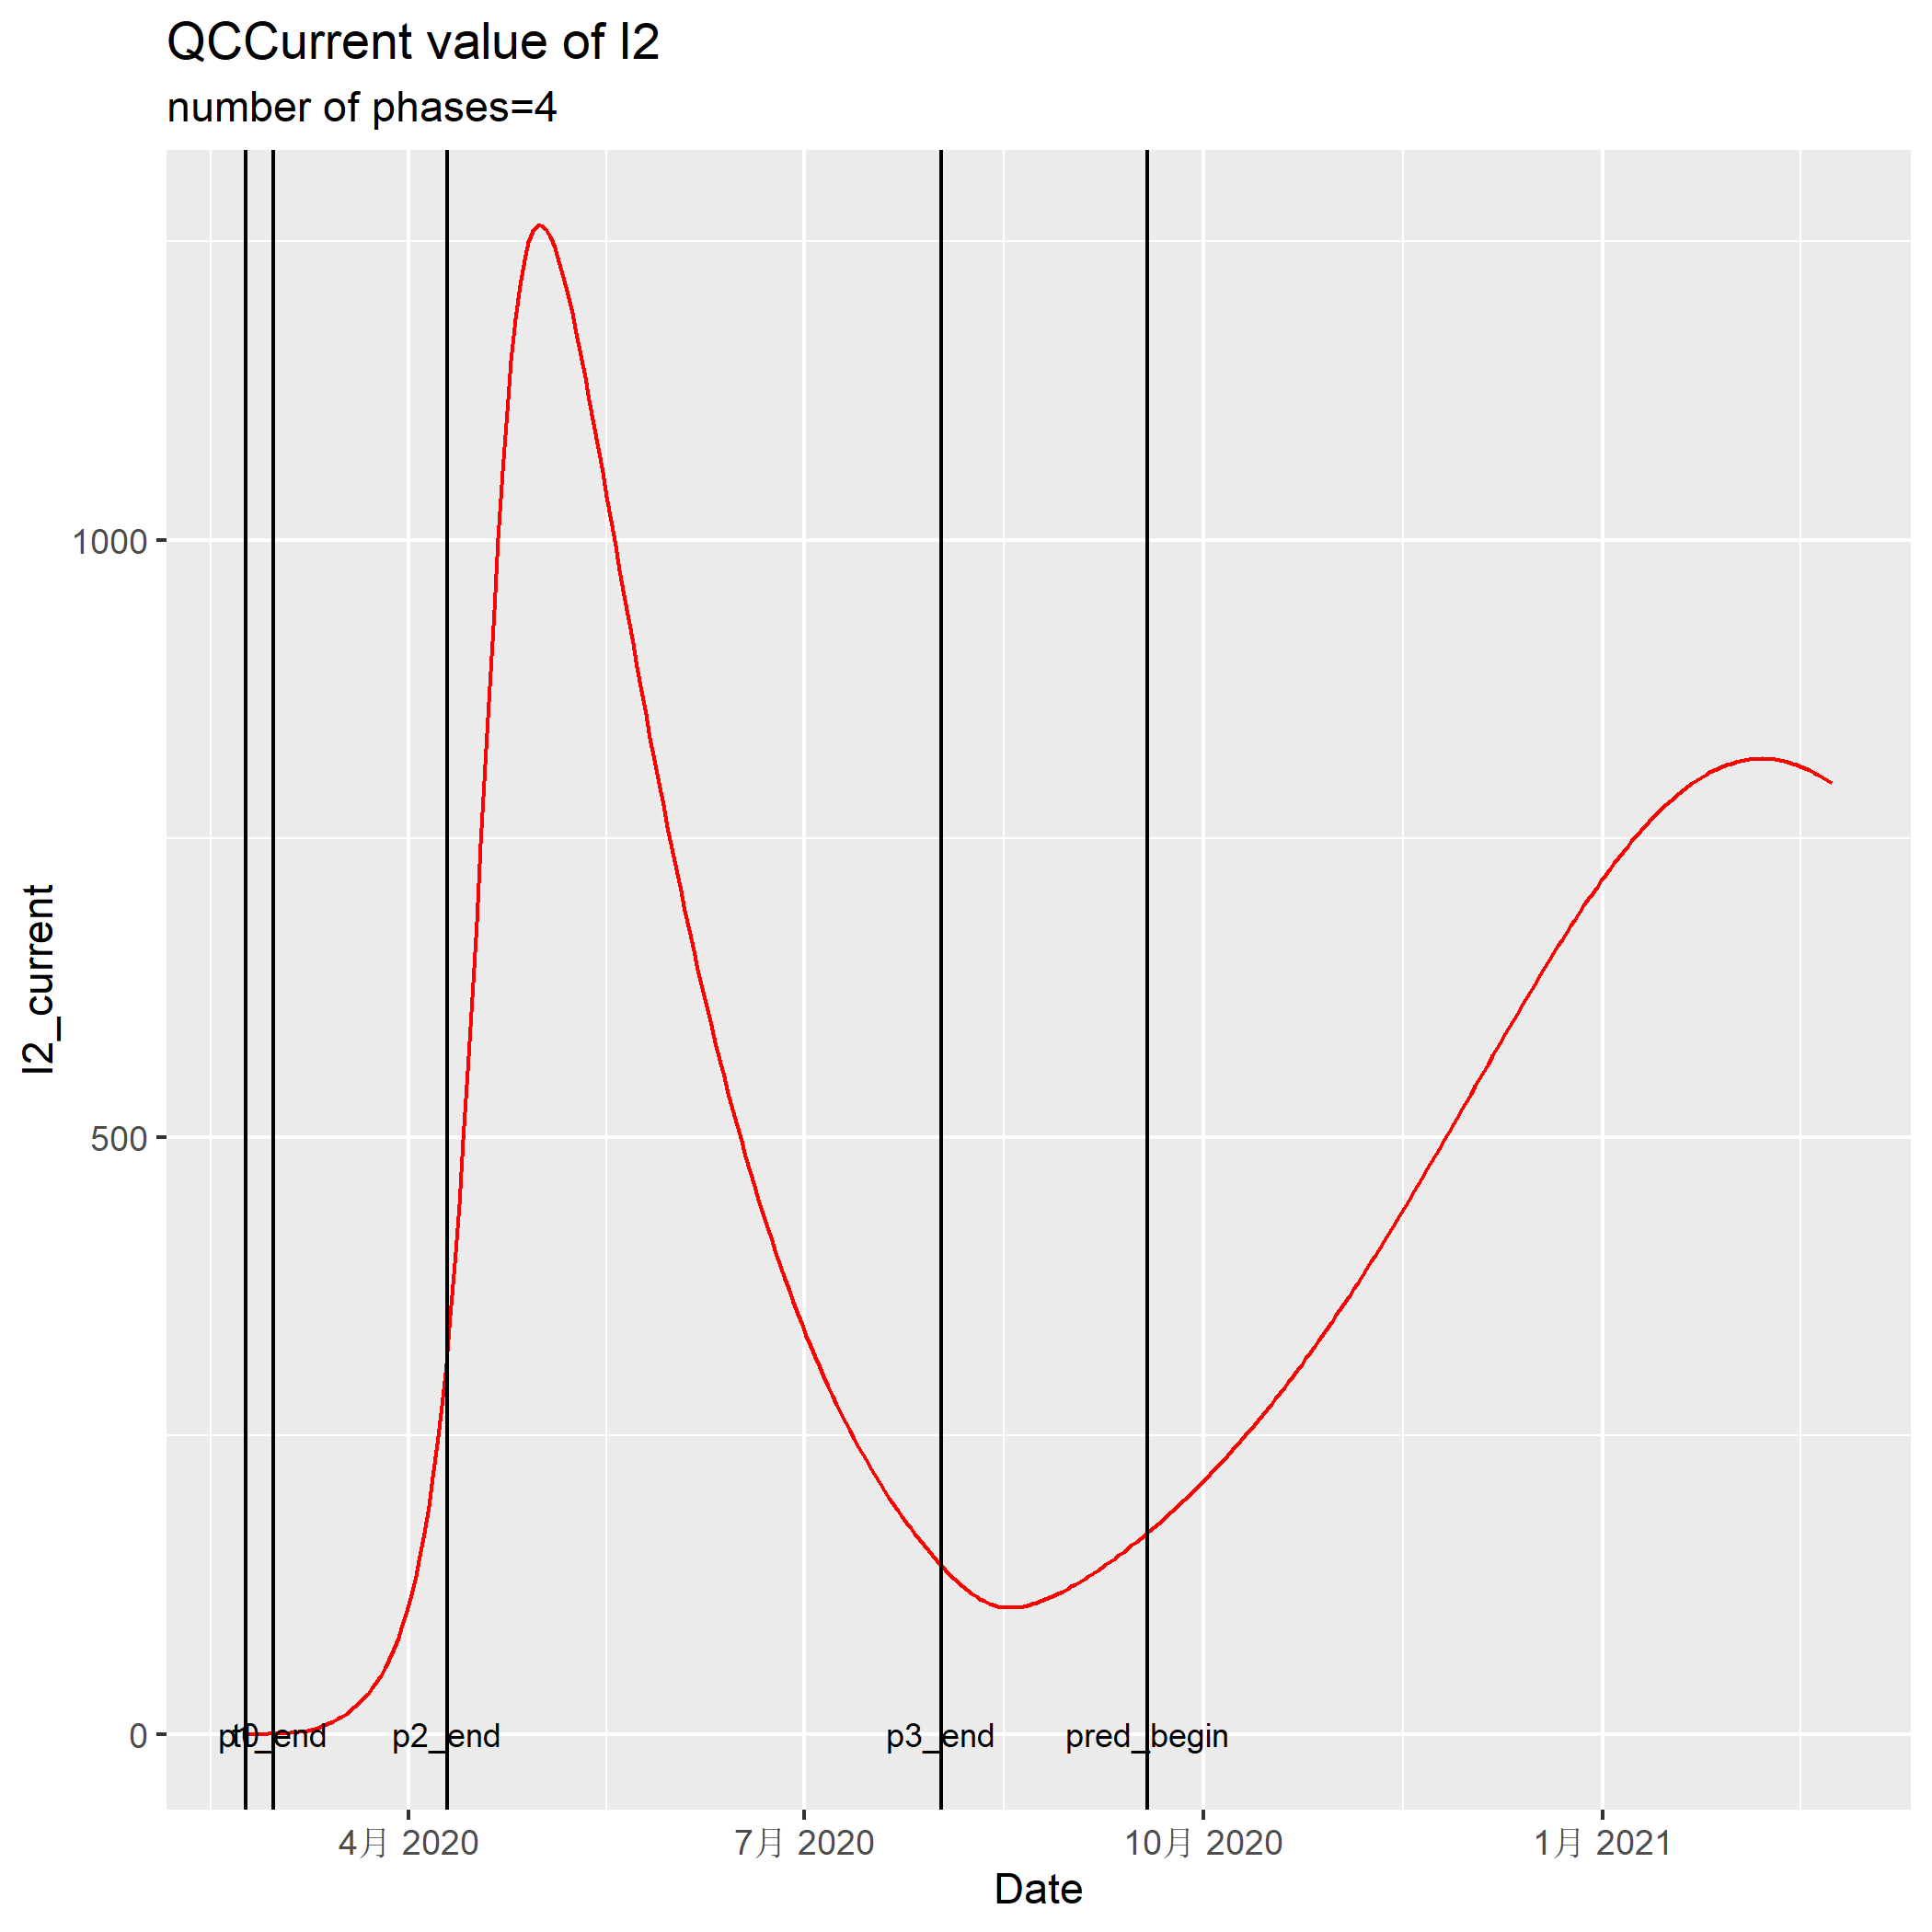 QCCurrent value of I2
number of phases=4
I2_current
1000
500
0
p2_end
p3_end
pred_begin
4月 2020
7月 2020
10月 2020
1月 2021
Date